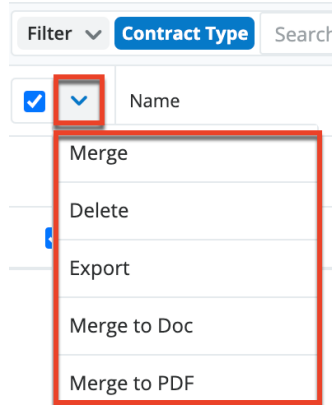 Filter Contract Type Search
Name
Merge
Delete
Export
Merge to Doc
Merge to PDF